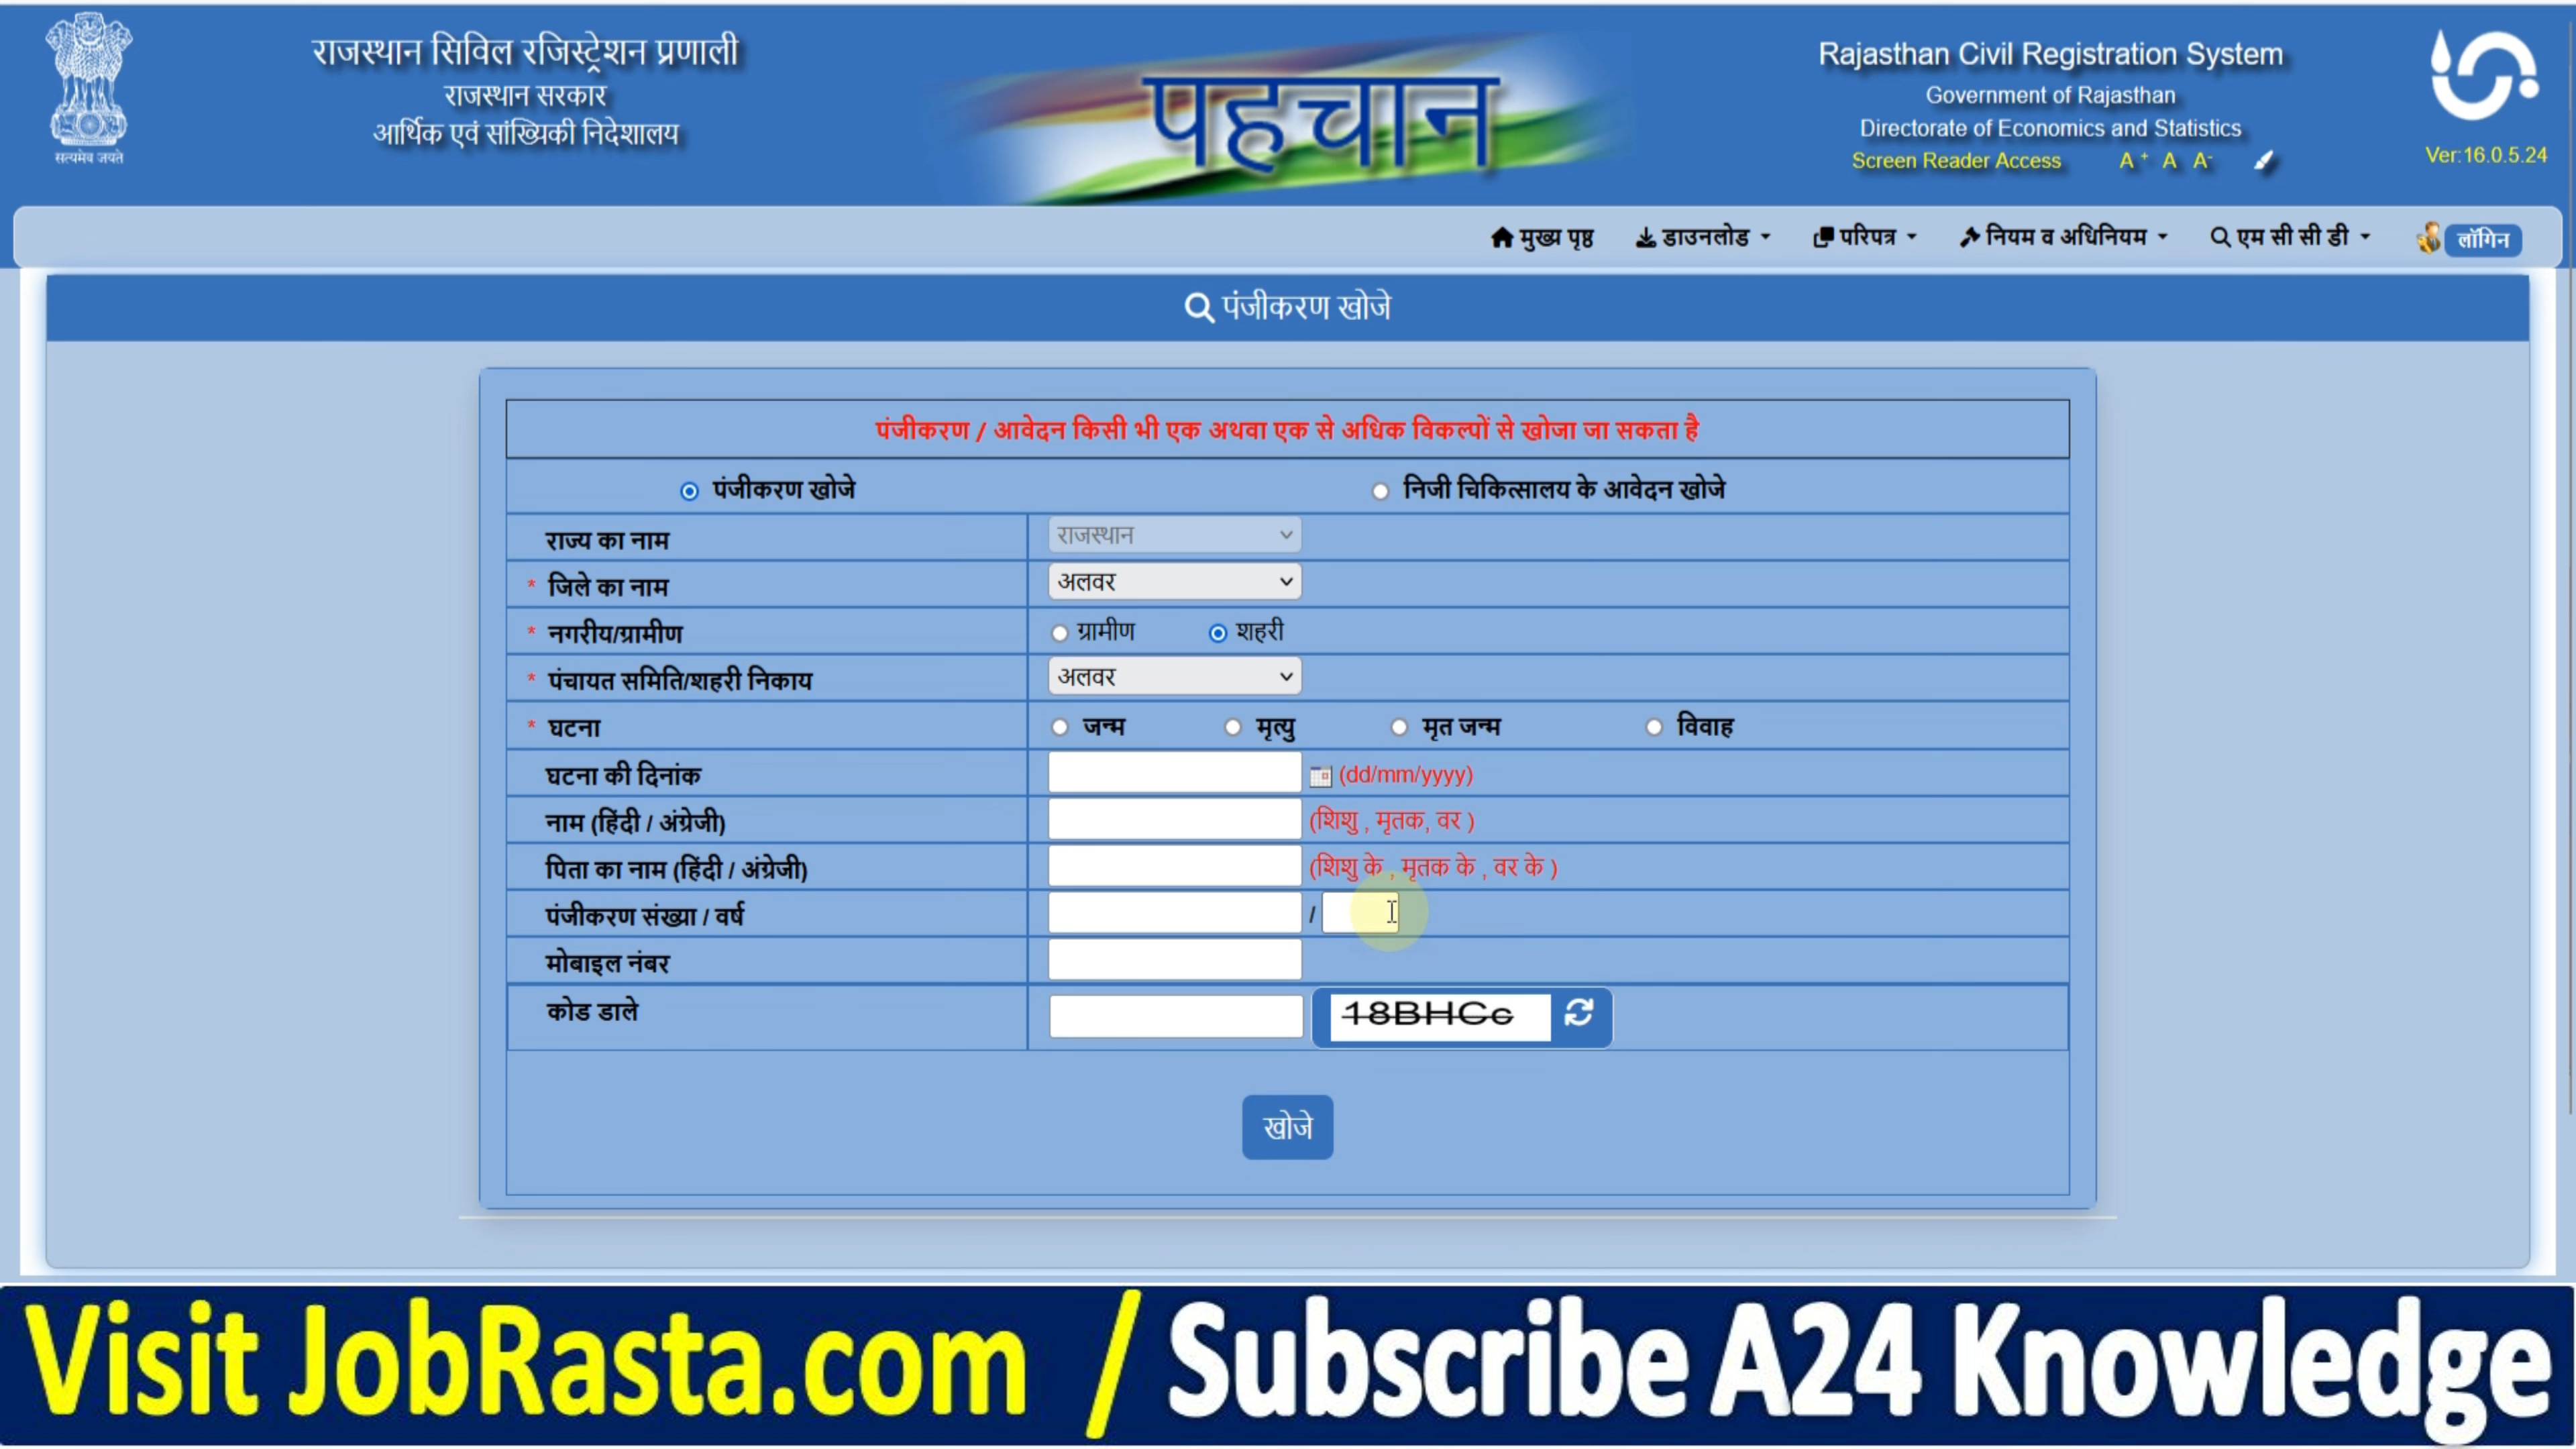 सत्यमेव जयते
राजस्थान सिविल रजिस्ट्रेशन प्रणाली
राजस्थान सरकार
आर्थिक एवं सांख्यिकी निदेशालय
पहचान
Rajasthan Civil Registration System
Government of Rajasthan
Directorate of Economics and Statistics
Screen Reader Access A+ A A-
Ver:16.0.5.24
मुख्य पृष्ठ डाउनलोड परिपत्र नियम व अधिनियम एम सी सी डी लॉगिन
पंजीकरण खोजे
पंजीकरण / आवेदन किसी भी एक अथवा एक से अधिक विकल्पों से खोजा जा सकता है
पंजीकरण खोजे निजी चिकित्सालय के आवेदन खोजे
राज्य का नाम राजस्थान
* जिले का नाम अलवर
* नगरीय/ग्रामीण ग्रामीण शहरी
* पंचायत समिति/शहरी निकाय अलवर
* घटना जन्म मृत्यु मृत जन्म विवाह
घटना की दिनांक (dd/mm/yyyy)
नाम (हिंदी / अंग्रेजी) (शिशु , मृतक, वर )
पिता का नाम (हिंदी / अंग्रेजी) (शिशु के , मृतक के , वर के )
पंजीकरण संख्या / वर्ष /
मोबाइल नंबर
कोड डाले 18BHCc
खोजे
Visit JobRasta.com / Subscribe A24 Knowledge